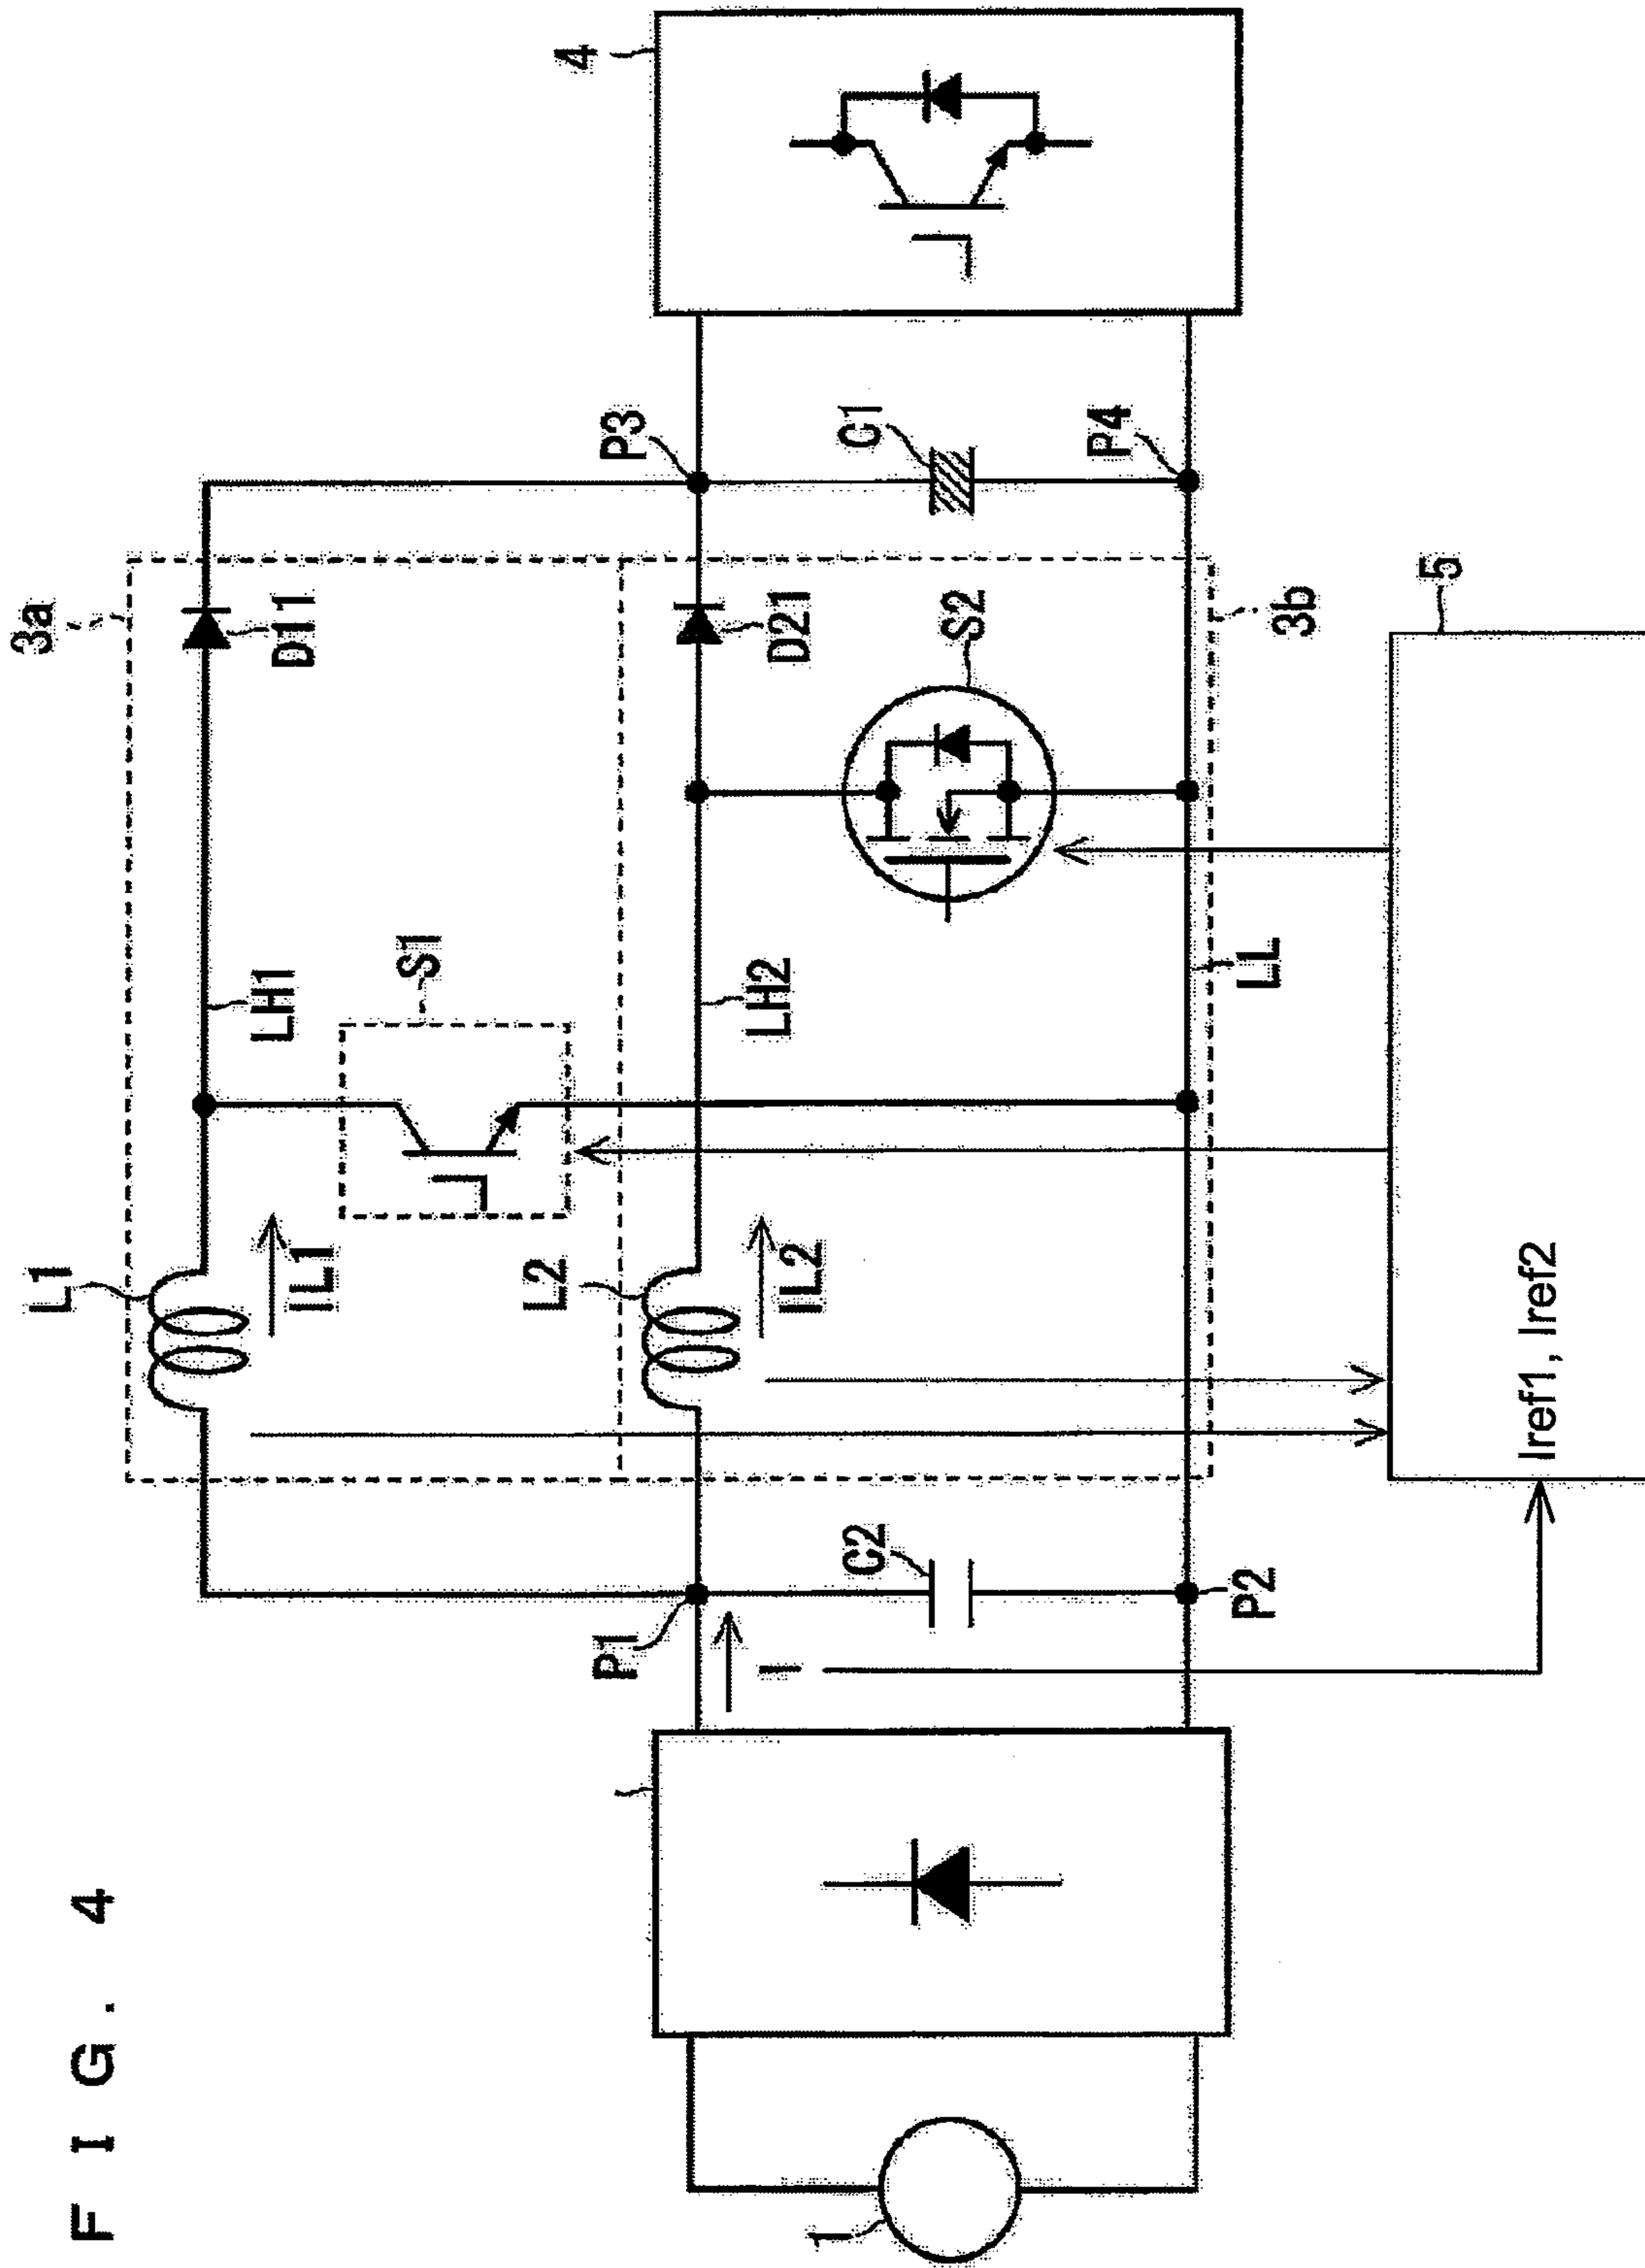 FIG. 4
3a
L1
IL1
LH1
D11
S1
P3
4
L2
IL2
LH2
D21
S2
C1
P1
I
C2
P4
LL
3b
P2
1
5
Iref1, Iref2